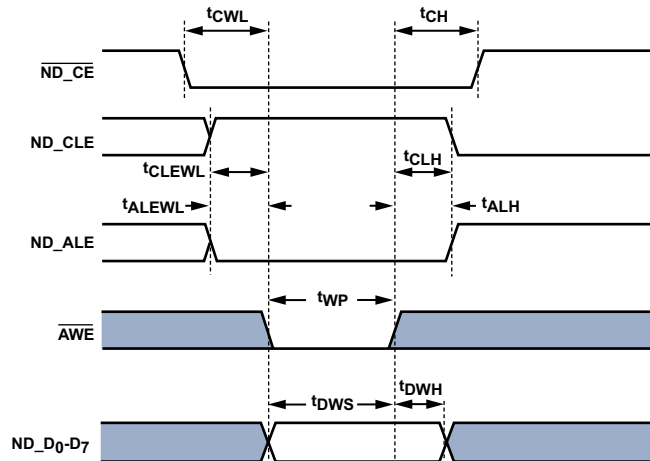 tCWL tCH
ND_CE
ND_CLE
tCLEWL tCLH
tALEWL tALH
ND_ALE
tWP
AWE
tDWS tDWH
ND_D0-D7